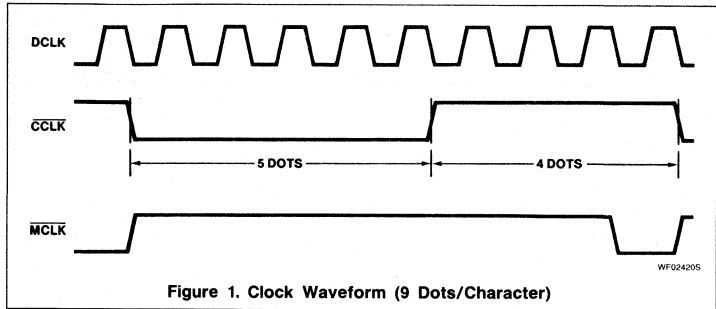 DCLK
CCLK
5 DOTS
4 DOTS
MCLK
WF02420S
Figure 1. Clock Waveform (9 Dots/Character)